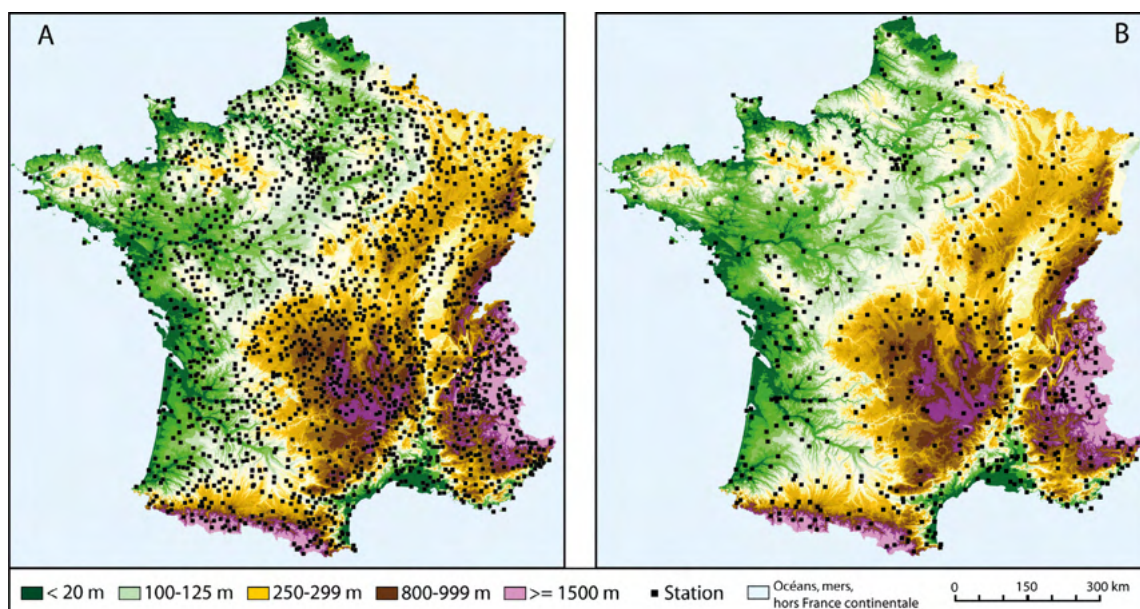 A
B
< 20 m
100-125 m
250-299 m
800-999 m
>= 1500 m
Station
Océans, mers,
hors France continentale
0 150 300 km